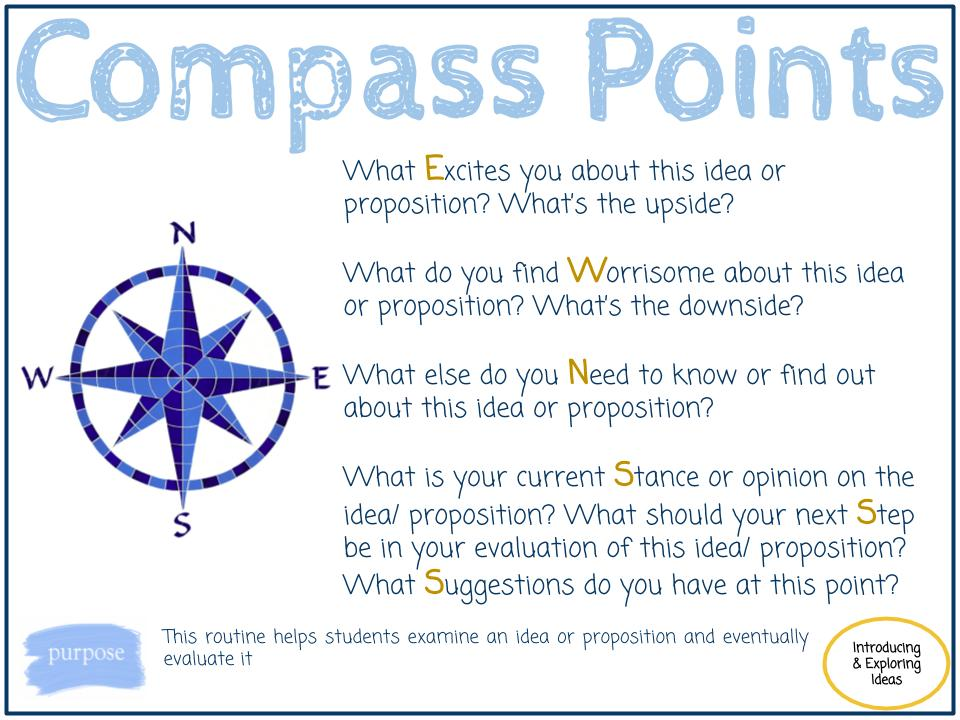 Compass Points
What Excites you about this idea or
proposition? What's the upside?
What do you find Worrisome about this idea
or proposition? What's the downside?
What else do you Need to know or find out
about this idea or proposition?
What is your current Stance or opinion on the
idea/ proposition? What should your next Step
be in your evaluation of this idea/ proposition?
What Suggestions do you have at this point?
N
W
E
S
purpose
This routine helps students examine an idea or proposition and eventually
evaluate it
Introducing
& Exploring
Ideas